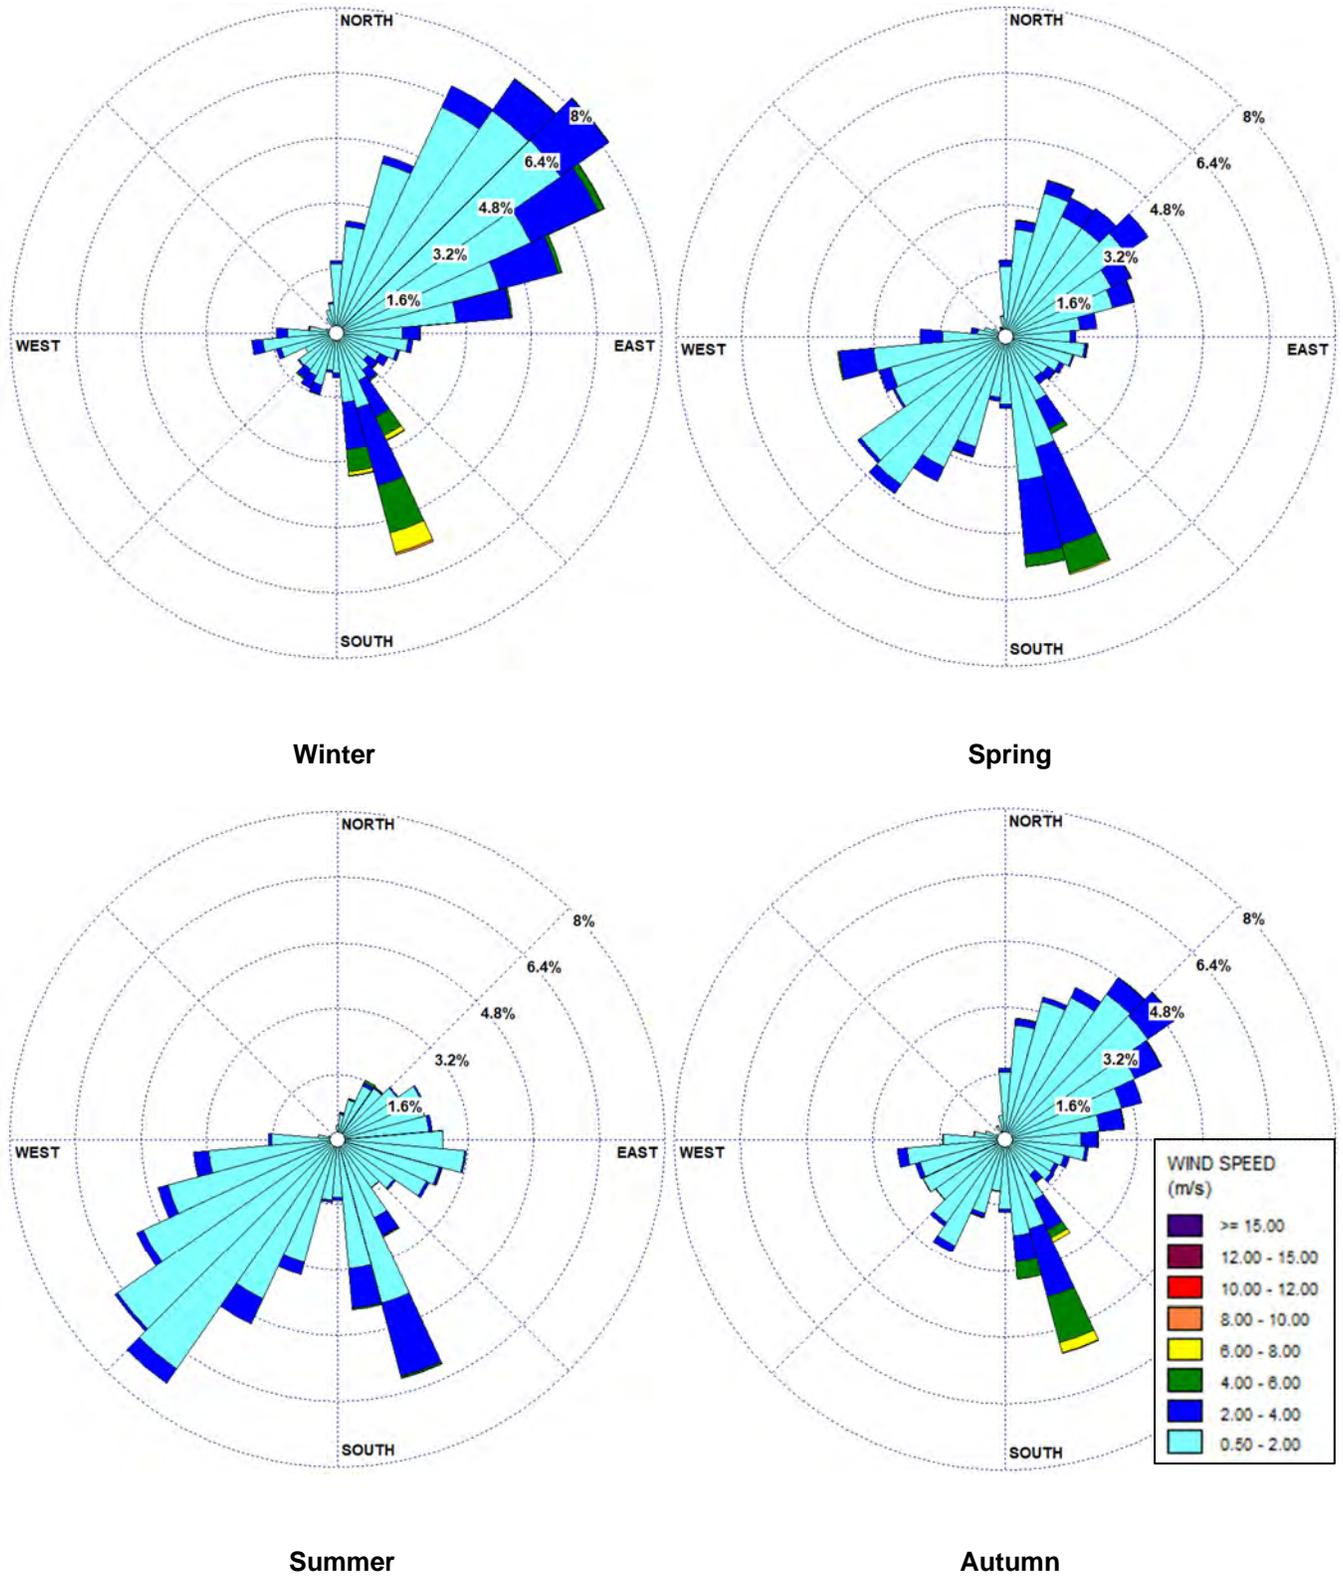 NORTH
8%
6.4%
4.8%
3.2%
1.6%
WEST
EAST
SOUTH
Winter
NORTH
8%
6.4%
4.8%
3.2%
1.6%
WEST
EAST
SOUTH
Spring
NORTH
8%
6.4%
4.8%
3.2%
1.6%
WEST
EAST
SOUTH
Summer
NORTH
8%
6.4%
4.8%
3.2%
1.6%
WEST
SOUTH
Autumn
WIND SPEED
(m/s)
>= 15.00
12.00 - 15.00
10.00 - 12.00
8.00 - 10.00
6.00 - 8.00
4.00 - 6.00
2.00 - 4.00
0.50 - 2.00